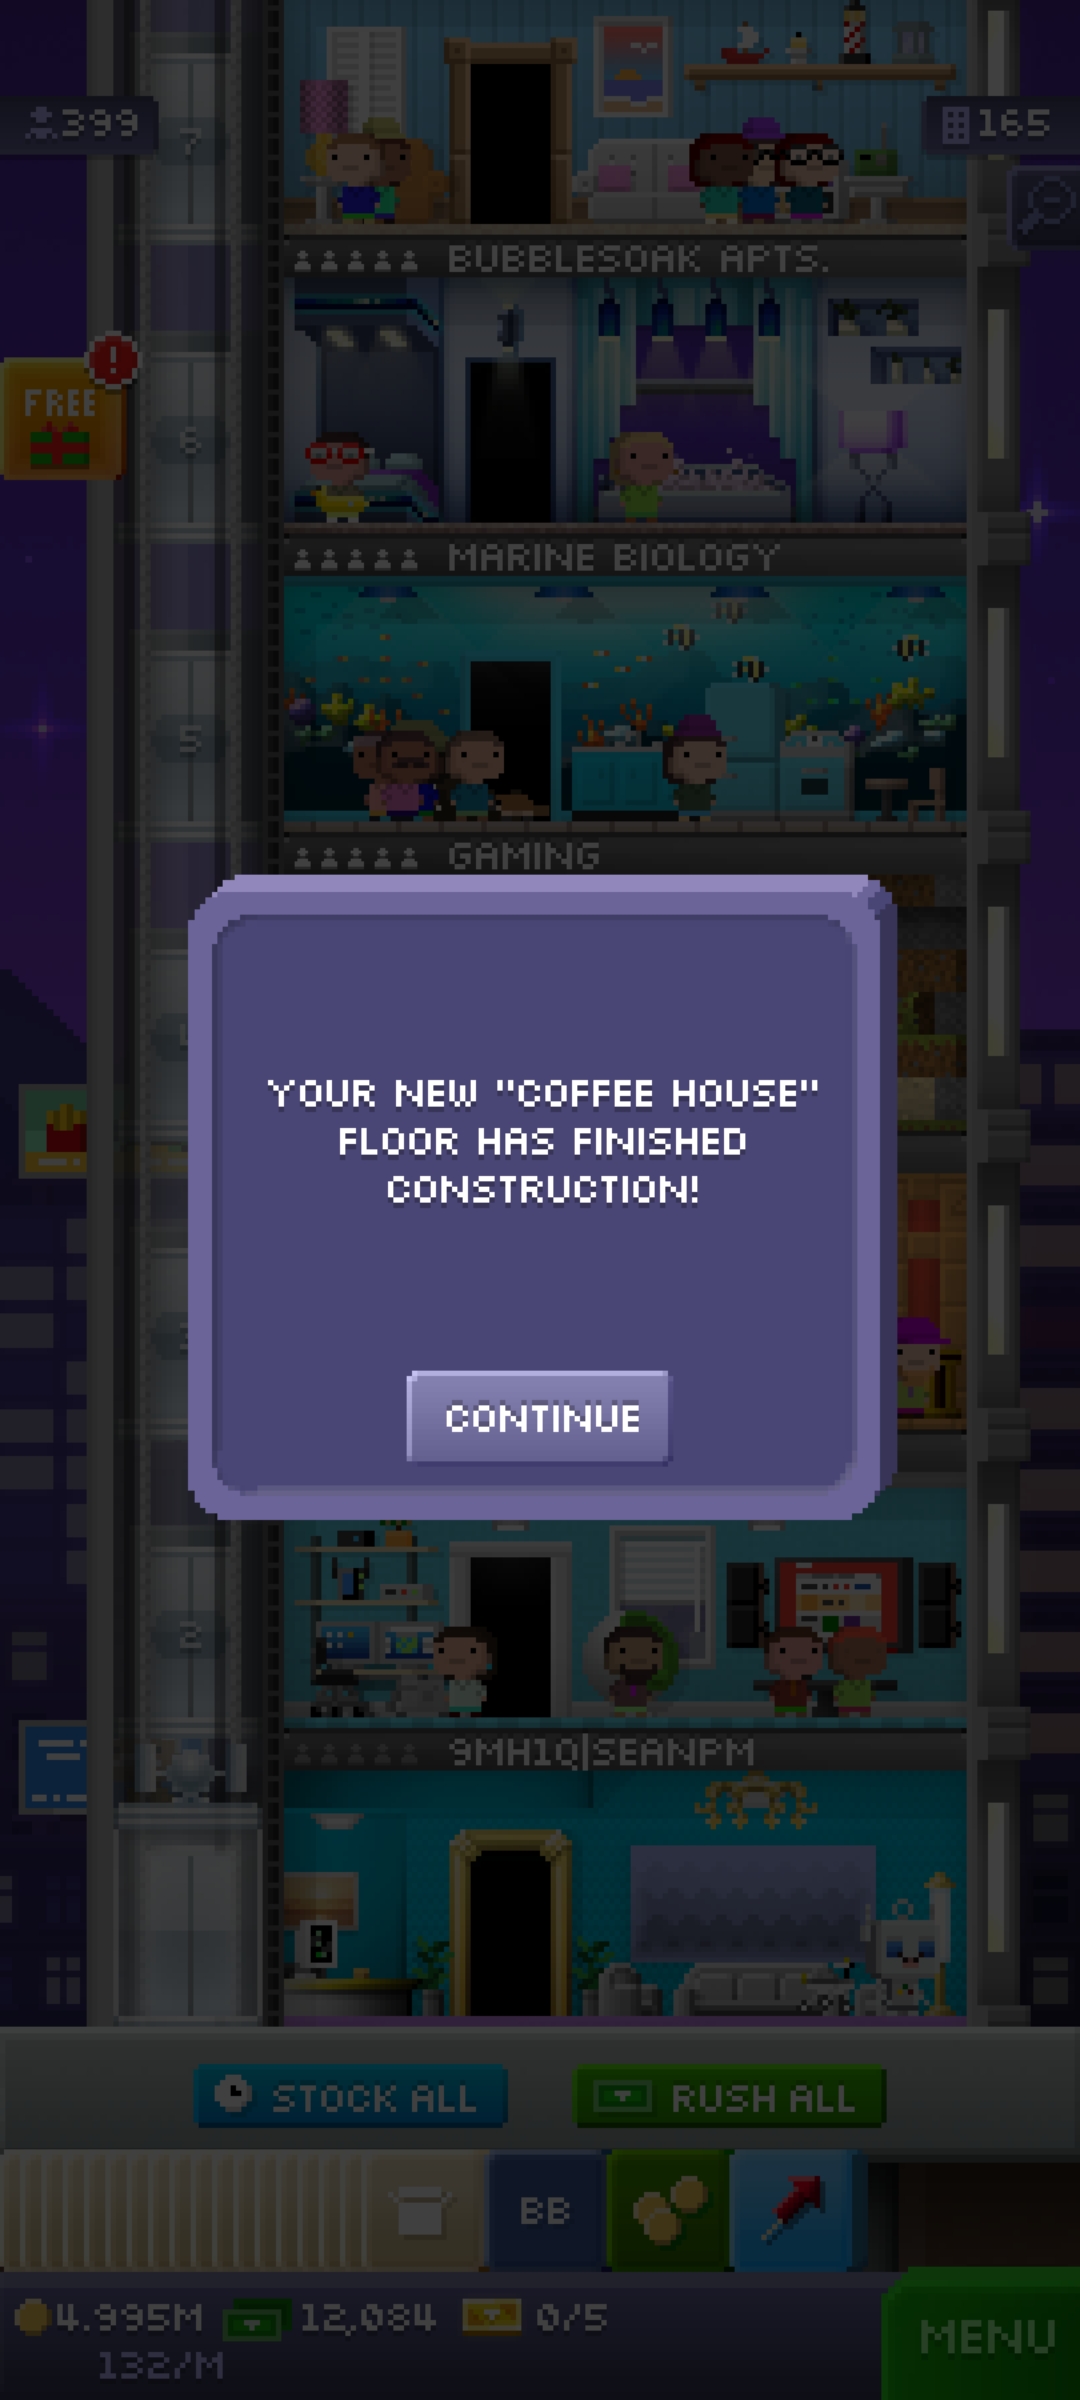 399
165
7
BUBBLESOAK APTS.
FREE
!
6
MARINE BIOLOGY
5
GAMING
YOUR NEW "COFFEE HOUSE"
FLOOR HAS FINISHED
CONSTRUCTION!
CONTINUE
2
9MH1Q|SEANPM
STOCK ALL
RUSH ALL
BB
4.995M
12,084
0/5
132/M
MENU